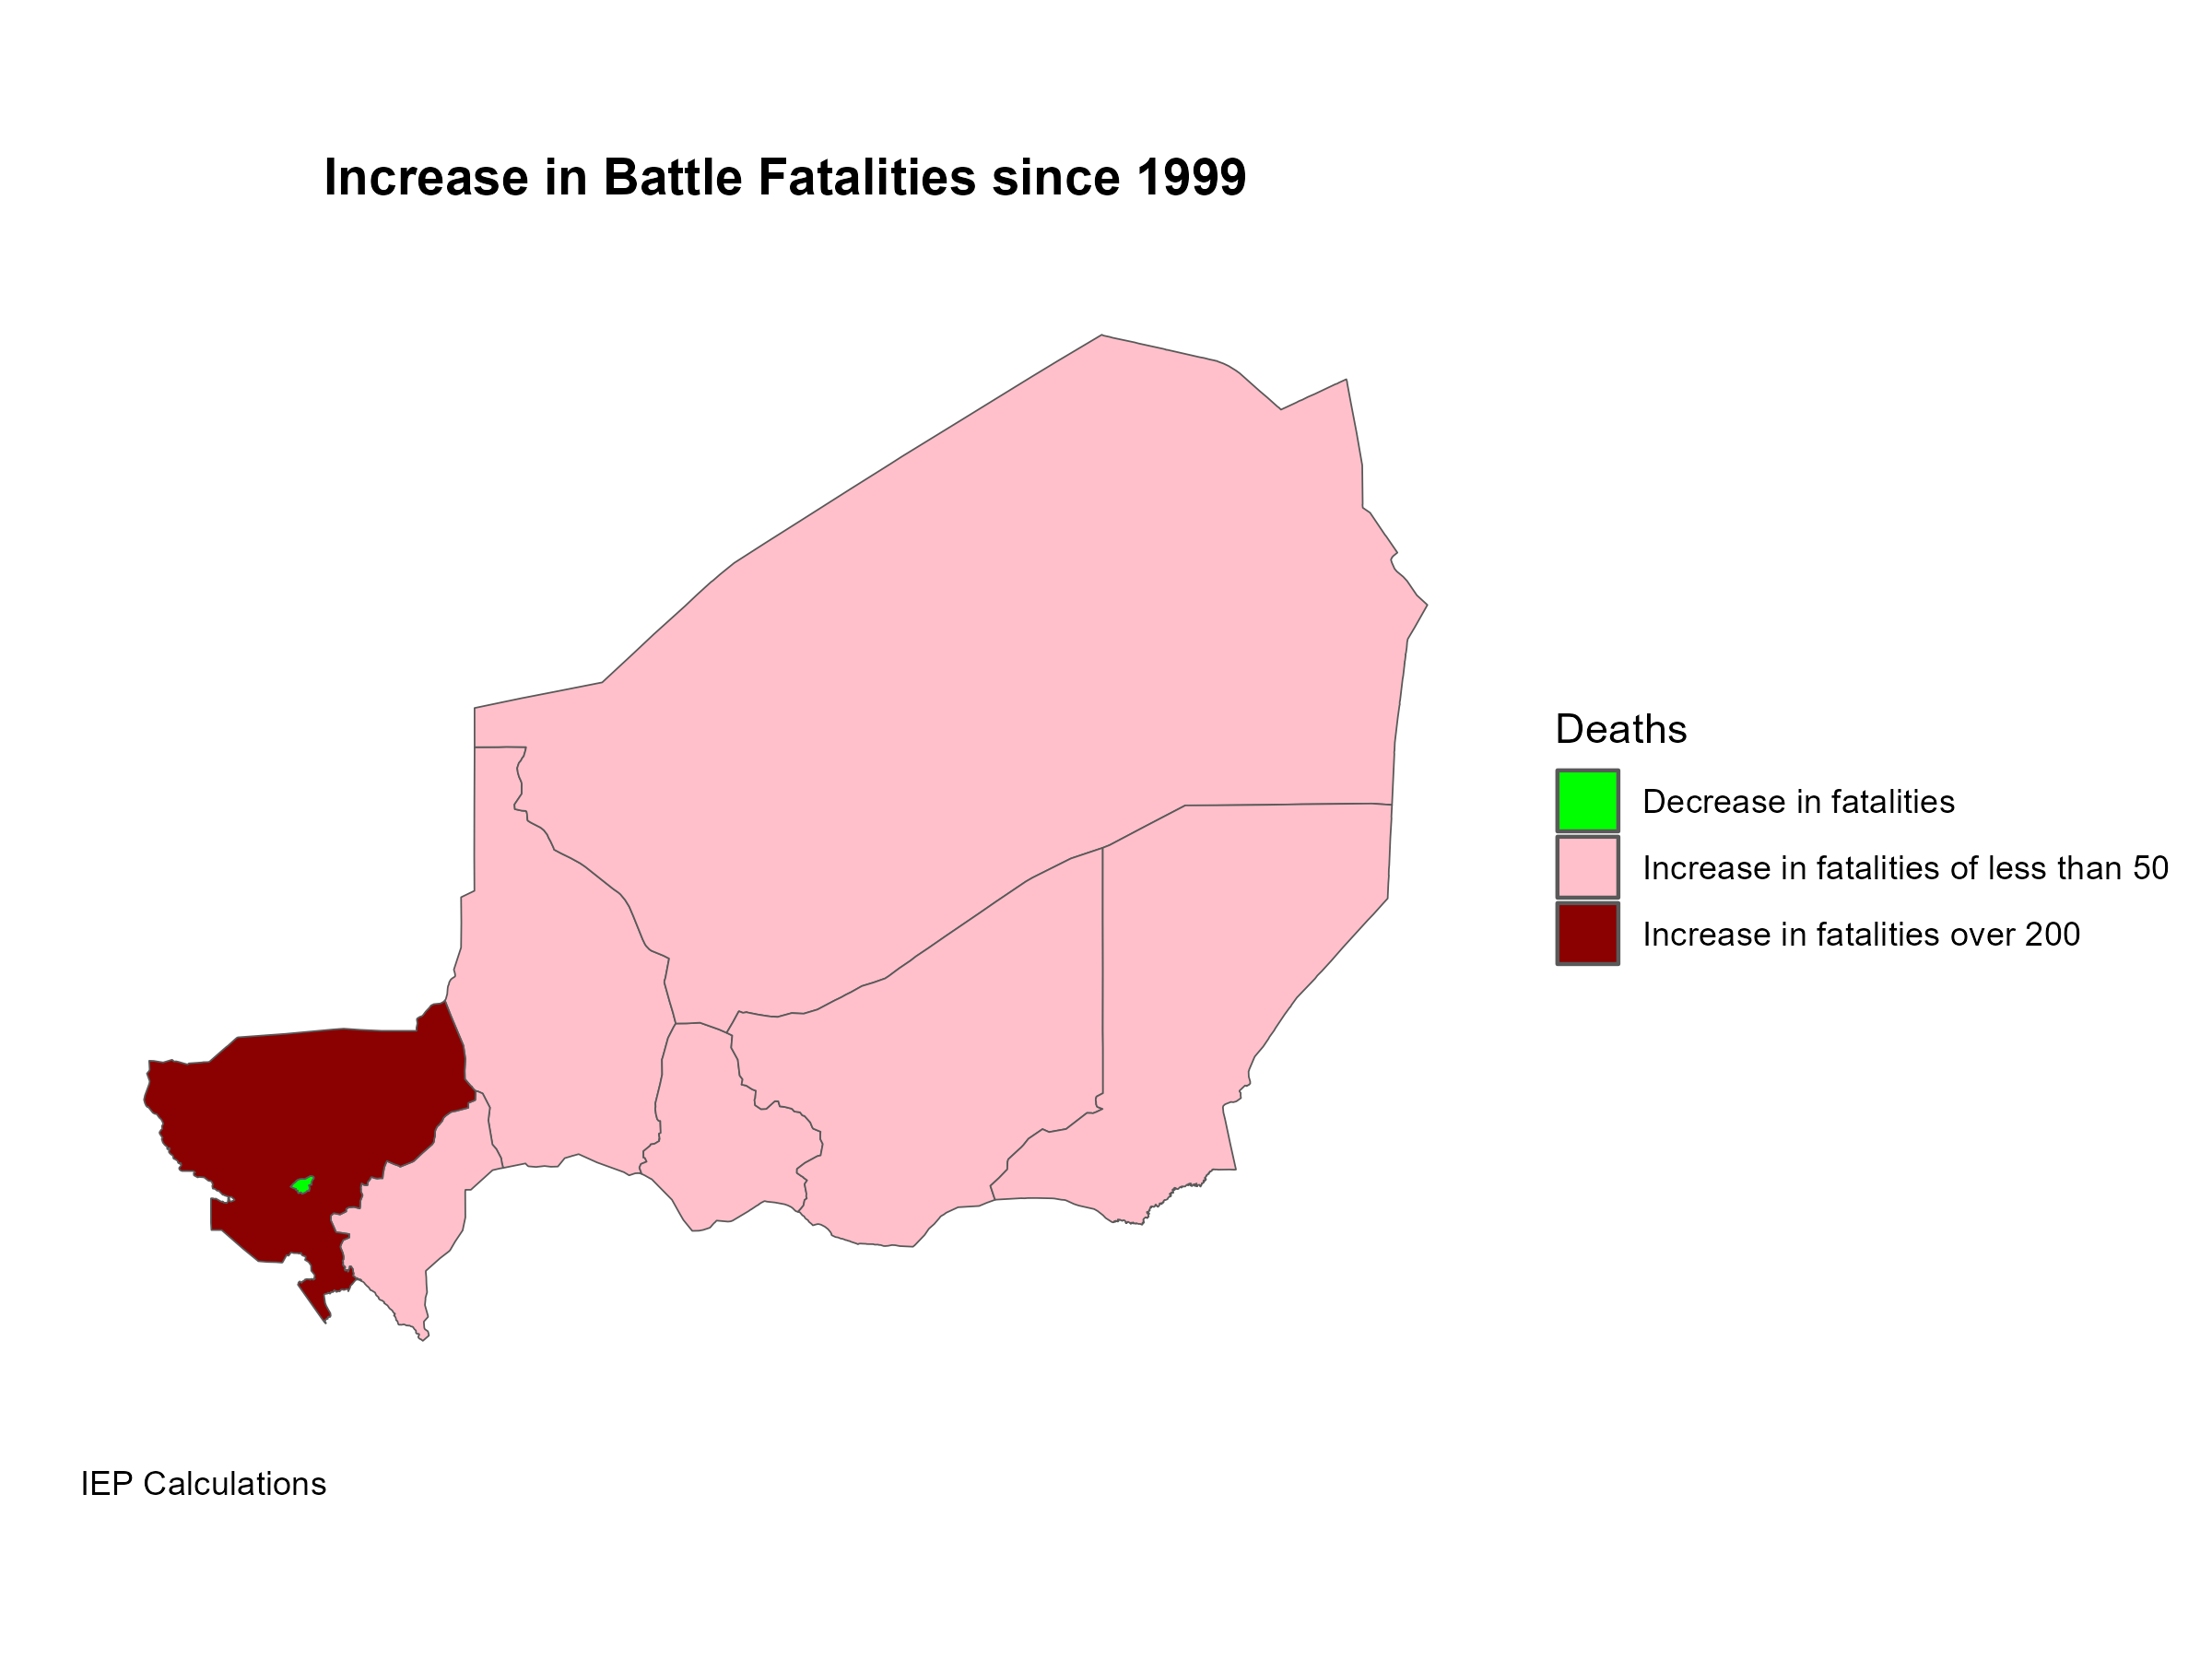 Increase in Battle Fatalities since 1999
Deaths
Decrease in fatalities
Increase in fatalities of less than 50
Increase in fatalities over 200
IEP Calculations